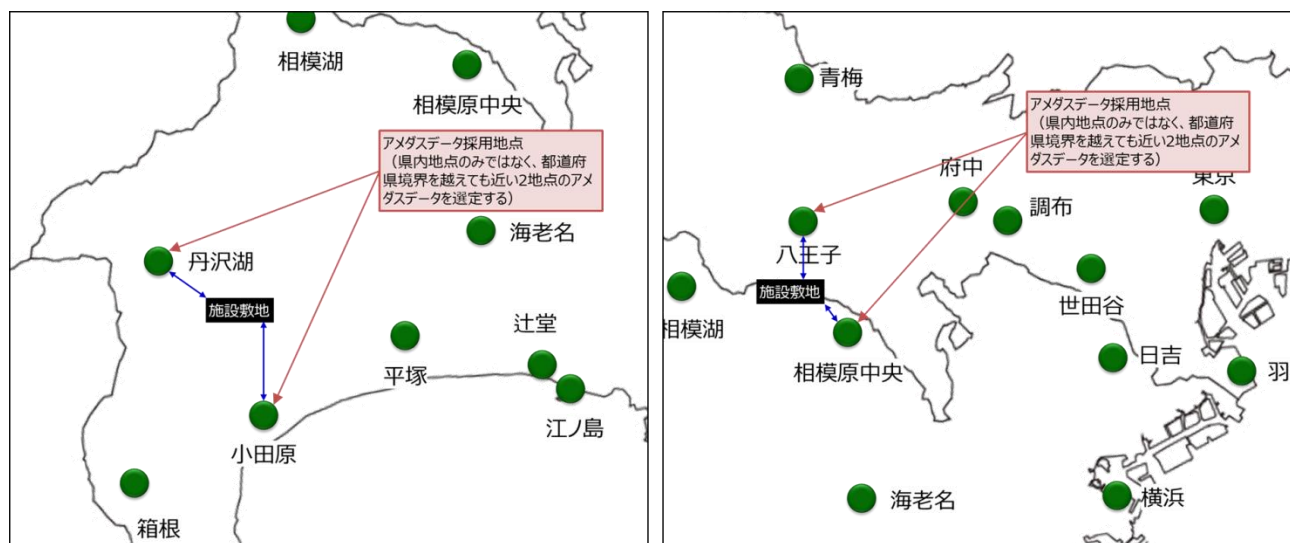 相模湖
相模原中央
アメダスデータ採用地点
（県内地点のみではなく、都道府
県境界を越えても近い2地点のアメ
ダスデータを選定する）
海老名
丹沢湖
施設敷地
辻堂
平塚
江ノ島
小田原
箱根
青梅
アメダスデータ採用地点
（県内地点のみではなく、都道府
県境界を越えても近い2地点のアメ
ダスデータを選定する）
府中
東京
調布
八王子
施設敷地
世田谷
相模湖
日吉
相模原中央
羽
海老名
横浜